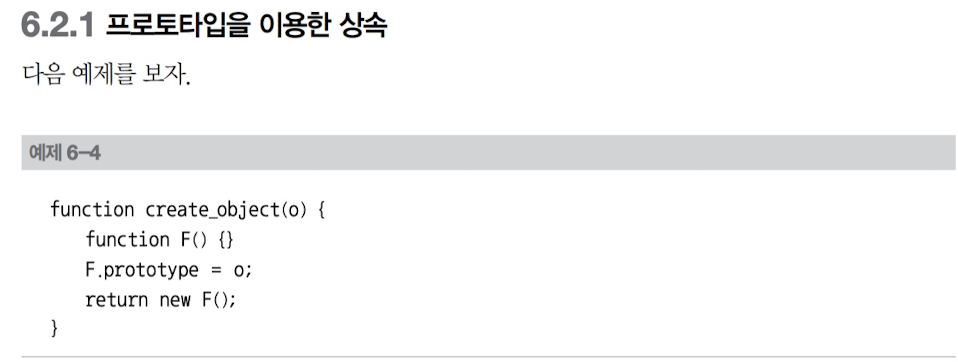 6.2.1 프로토타입을 이용한 상속
다음 예제를 보자.
예제 6-4
function create_object(o) {
    function F() {}
    F.prototype = o;
    return new F();
}